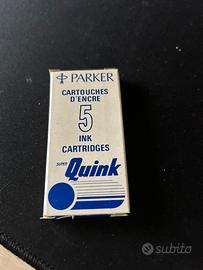 PARKER
CARTOUCHES
D'ENCRE
5
INK
CARTRIDGES
SUPER Quink
subito